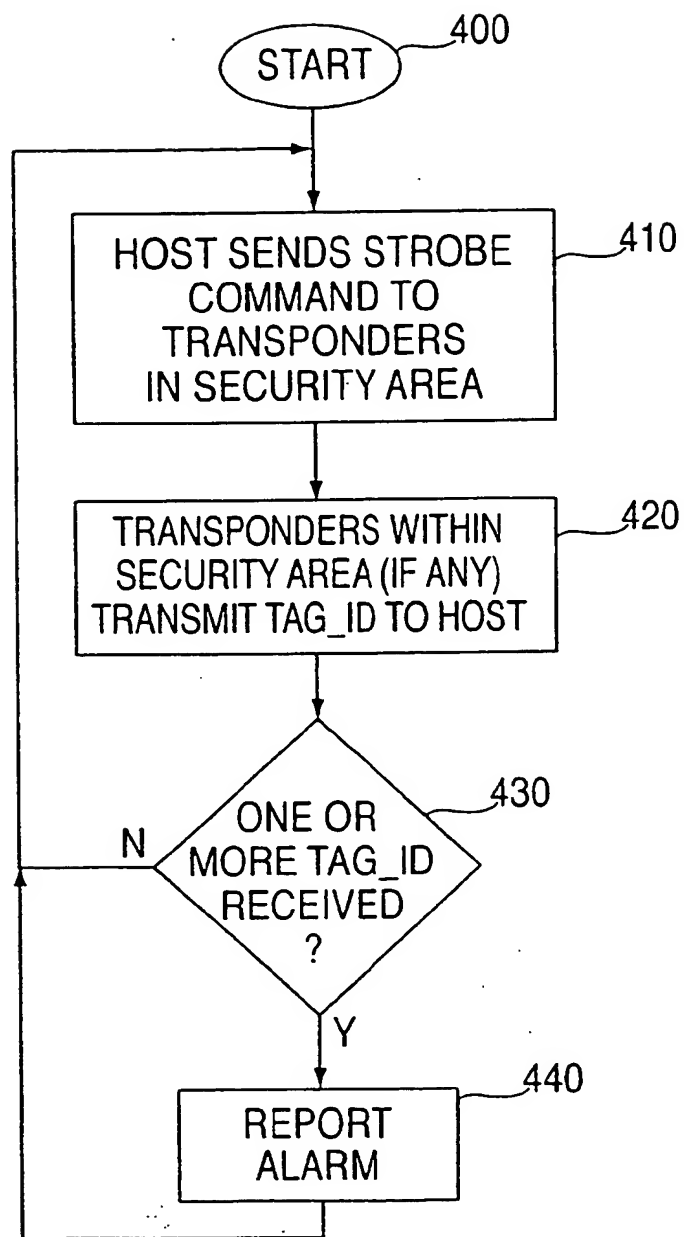 START
400
HOST SENDS STROBE
COMMAND TO
TRANSPONDERS
IN SECURITY AREA
410
TRANSPONDERS WITHIN
SECURITY AREA (IF ANY)
TRANSMIT TAG_ID TO HOST
420
ONE OR
MORE TAG_ID
RECEIVED
?
430
N
Y
REPORT
ALARM
440